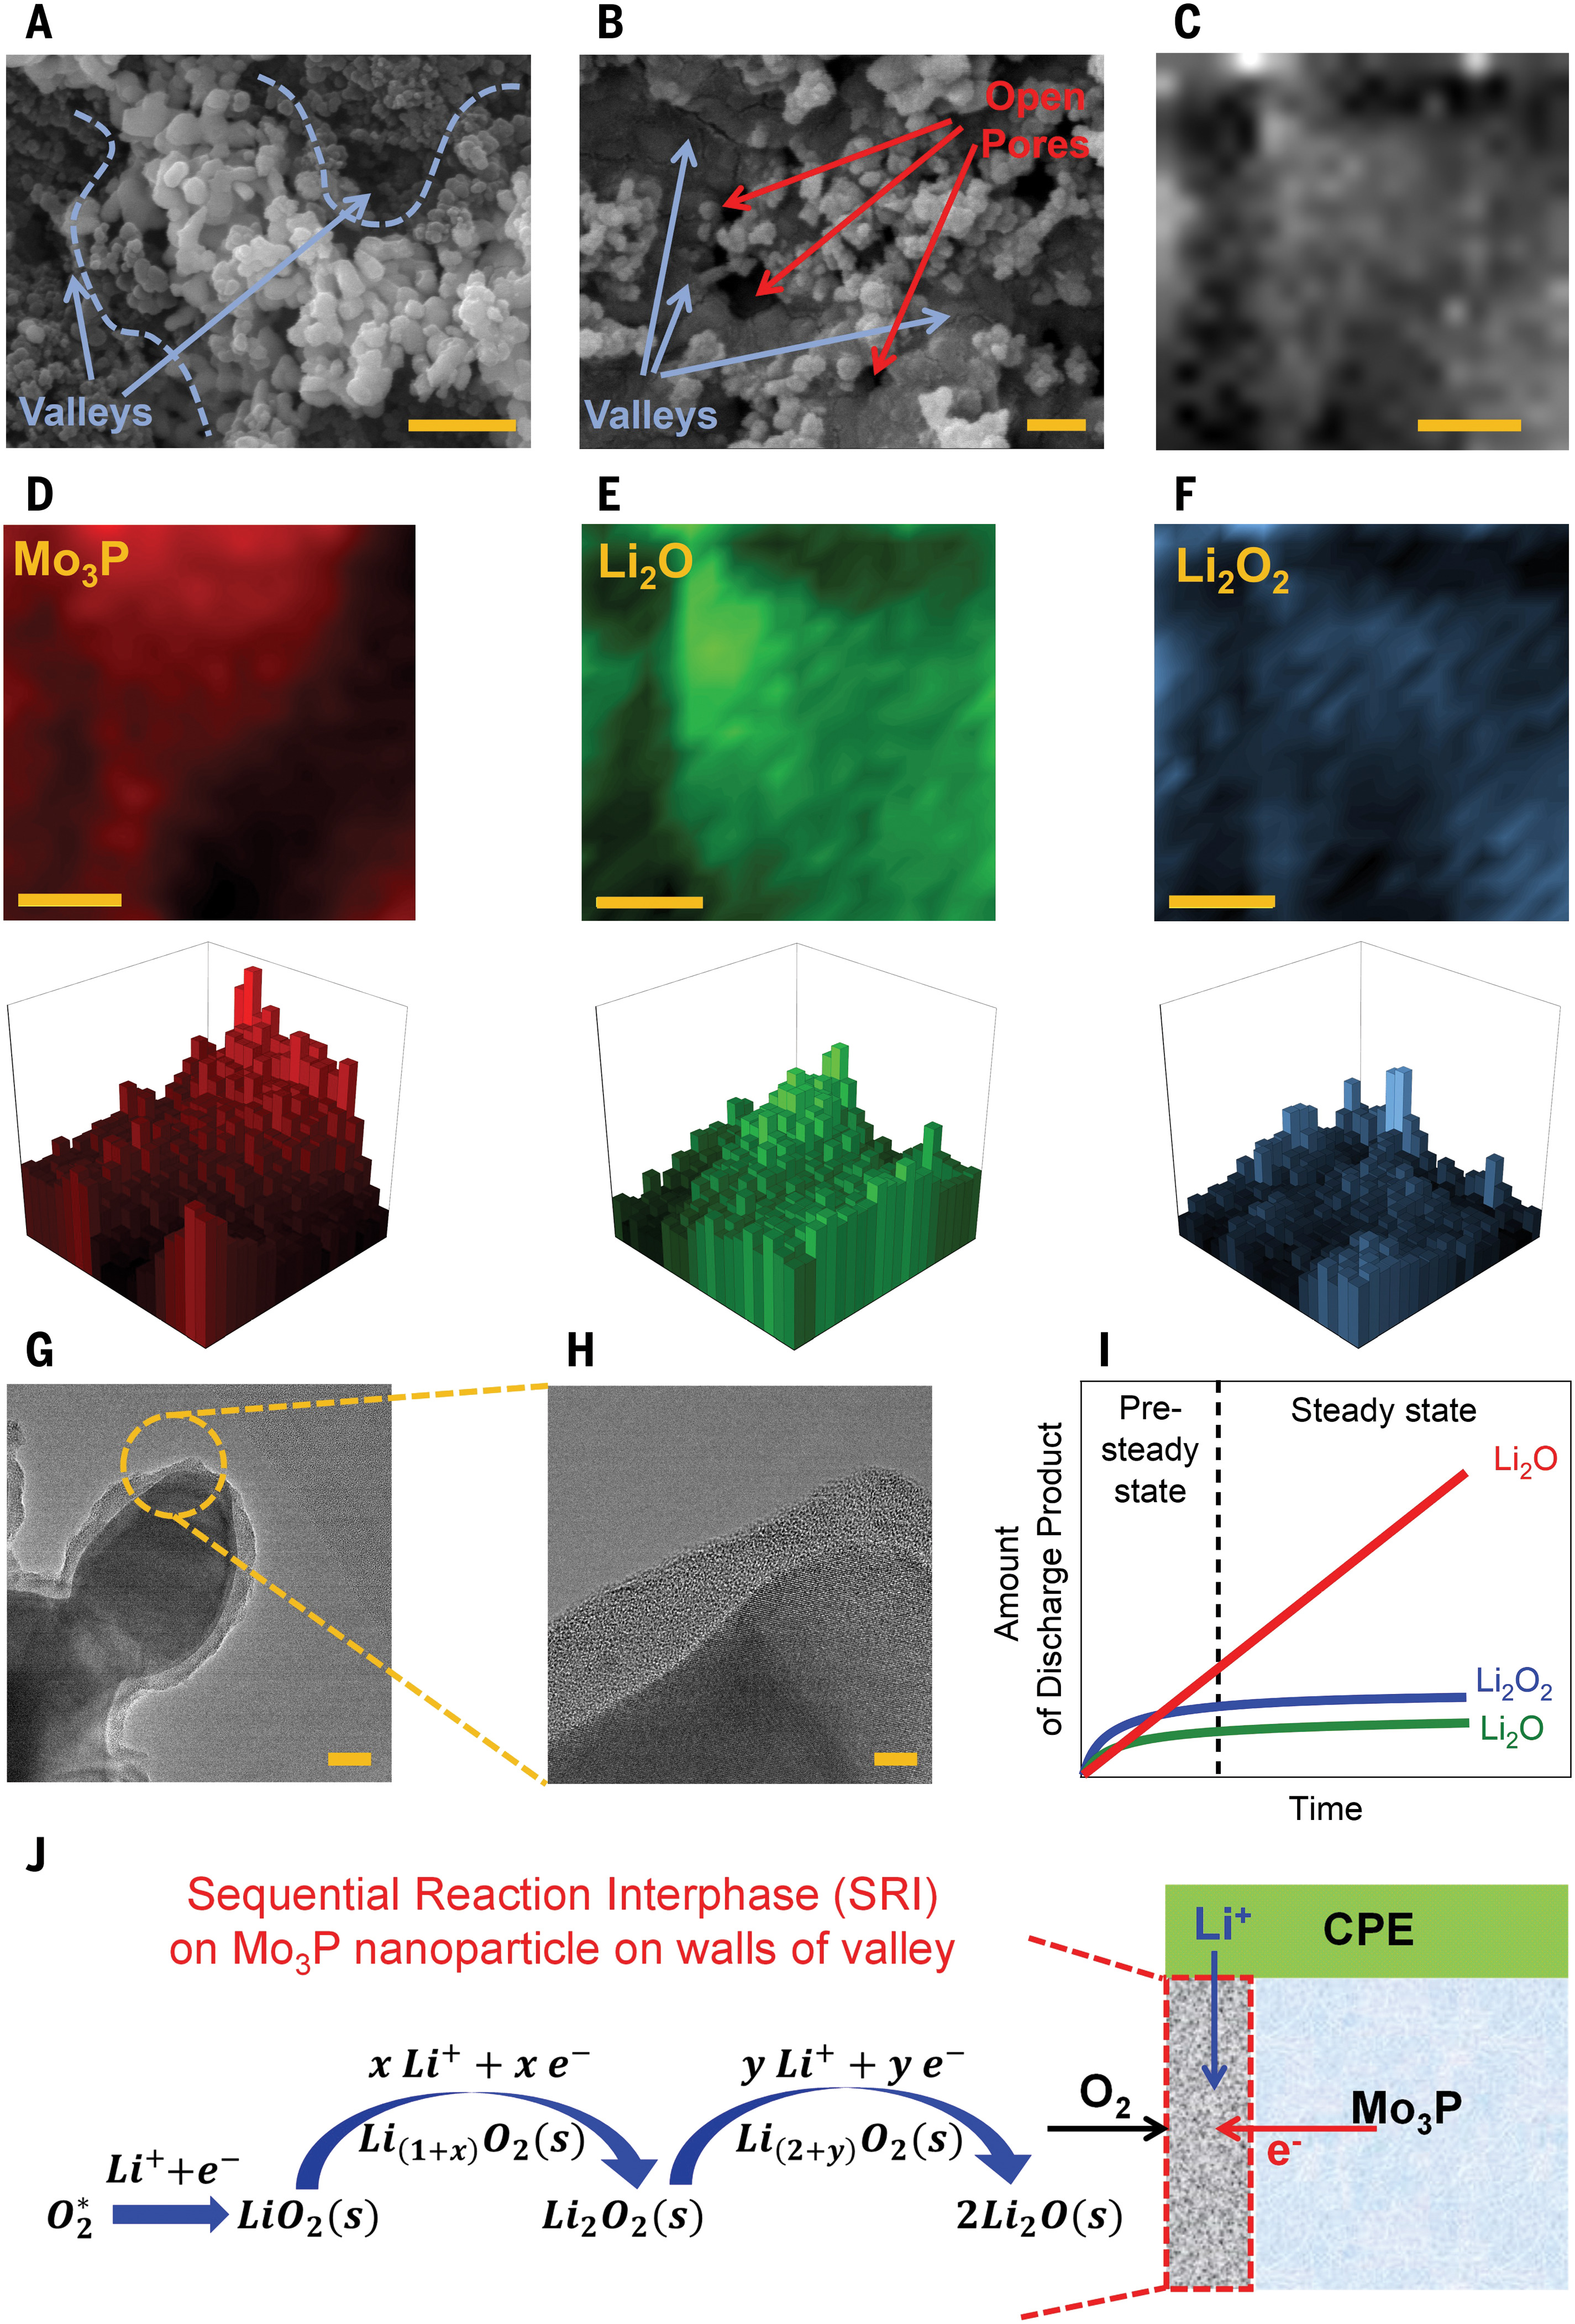 A
B
C
Valleys
Open
Pores
Valleys
D
E
F
Mo₃P
Li₂O
Li₂O₂
G
H
I
Pre-
steady
state
Steady state
Li₂O
Li₂O₂
Li₂O
Amount
of Discharge Product
Time
J
Sequential Reaction Interphase (SRI)
on Mo₃P nanoparticle on walls of valley
Li⁺
CPE
x Li⁺ + x e⁻
y Li⁺ + y e⁻
O₂
Mo₃P
Li₍₁₊ₓ₎O₂(s)
Li₍₂₊y₎O₂(s)
e⁻
Li⁺+e⁻
O₂*
LiO₂(s)
Li₂O₂(s)
2Li₂O(s)